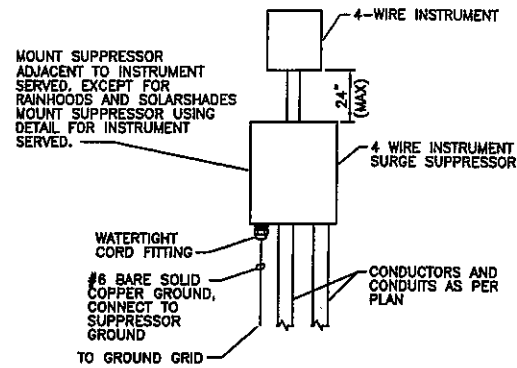 4-WIRE INSTRUMENT
MOUNT SUPPRESSOR
ADJACENT TO INSTRUMENT
SERVED, EXCEPT FOR
RAINHOODS AND SOLARSHADES
MOUNT SUPPRESSOR USING
DETAIL FOR INSTRUMENT
SERVED.
24"
(MAX)
4 WIRE INSTRUMENT
SURGE SUPPRESSOR
WATERTIGHT
CORD FITTING
#6 BARE SOLID
COPPER GROUND,
CONNECT TO
SUPPRESSOR
GROUND
CONDUCTORS AND
CONDUITS AS PER
PLAN
TO GROUND GRID